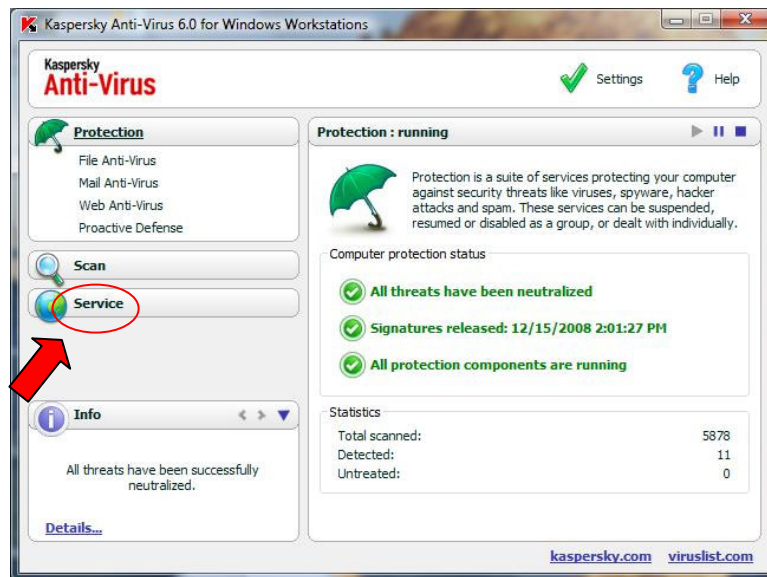 Kaspersky Anti-Virus 6.0 for Windows Workstations
Kaspersky
Anti-Virus
Settings
Help
Protection
File Anti-Virus
Mail Anti-Virus
Web Anti-Virus
Proactive Defense
Scan
Service
Info
All threats have been successfully
neutralized.
Details...
Protection : running
Protection is a suite of services protecting your computer
against security threats like viruses, spyware, hacker
attacks and spam. These services can be suspended,
resumed or disabled as a group, or dealt with individually.
Computer protection status
All threats have been neutralized
Signatures released: 12/15/2008 2:01:27 PM
All protection components are running
Statistics
Total scanned: 5878
Detected: 11
Untreated: 0
kaspersky.com viruslist.com